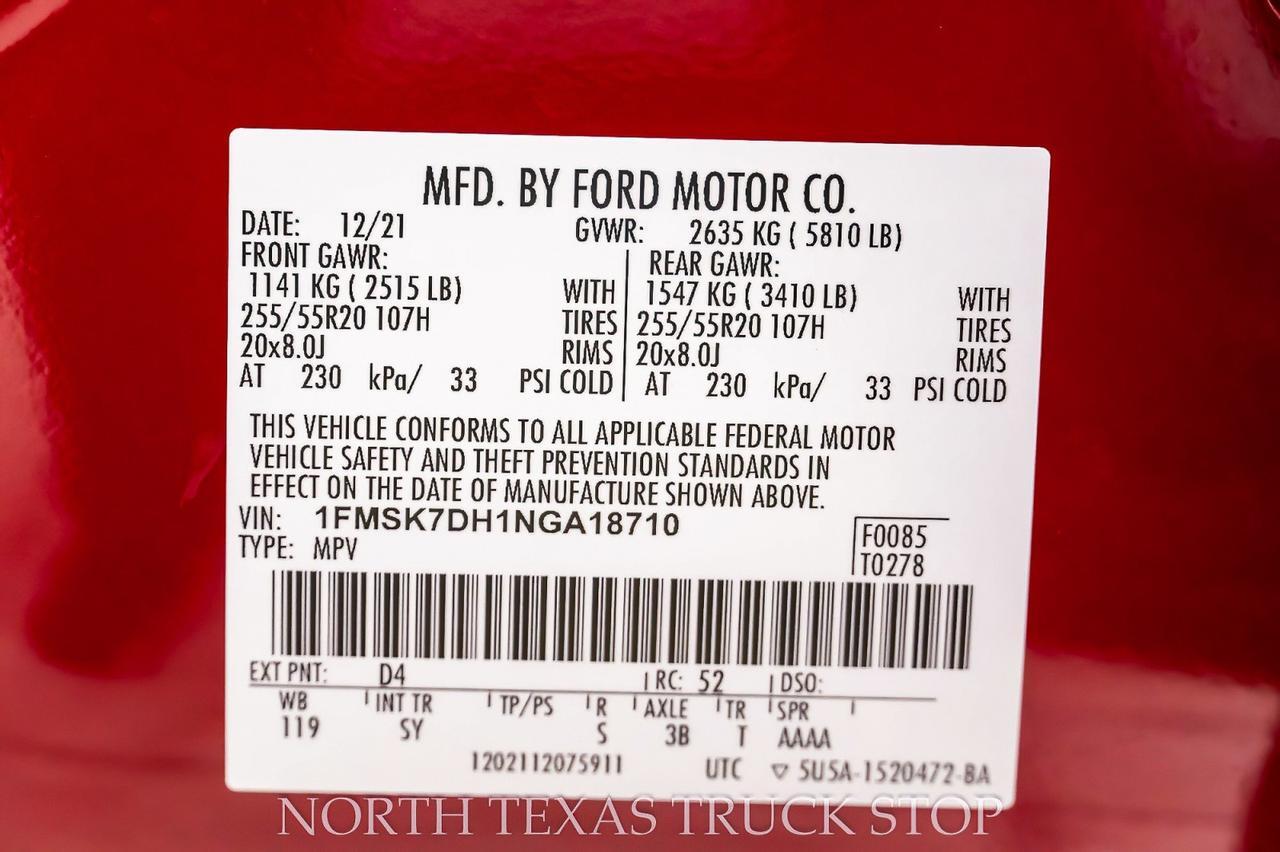 MFD. BY FORD MOTOR CO.
DATE: 12/21 GVWR: 2635 KG ( 5810 LB)
FRONT GAWR: REAR GAWR:
1141 KG ( 2515 LB) WITH 1547 KG ( 3410 LB) WITH
255/55R20 107H TIRES 255/55R20 107H TIRES
20x8.0J RIMS 20x8.0J RIMS
AT 230 kPa/ 33 PSI COLD AT 230 kPa/ 33 PSI COLD
THIS VEHICLE CONFORMS TO ALL APPLICABLE FEDERAL MOTOR
VEHICLE SAFETY AND THEFT PREVENTION STANDARDS IN
EFFECT ON THE DATE OF MANUFACTURE SHOWN ABOVE.
VIN: 1FMSK7DH1NGA18710 F0085
TYPE: MPV T0278
EXT PNT: D4 RC: 52 DSO:
WB INT TR TP/PS R AXLE TR SPR
119 SY S 3B T AAAA
1202112075911 UTC ▽ SUSA-1520472-BA
NORTH TEXAS TRUCK STOP